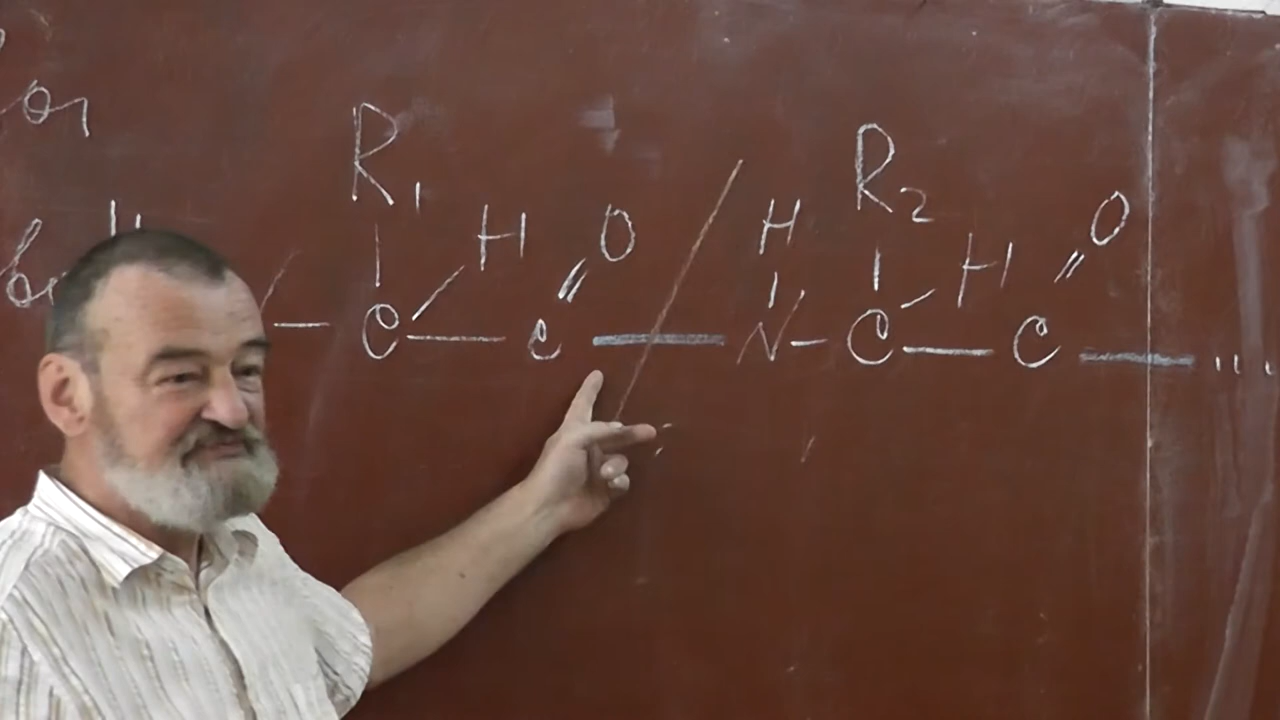 R₁ R₂
H O H H O
— C — C — N — C — C — ....